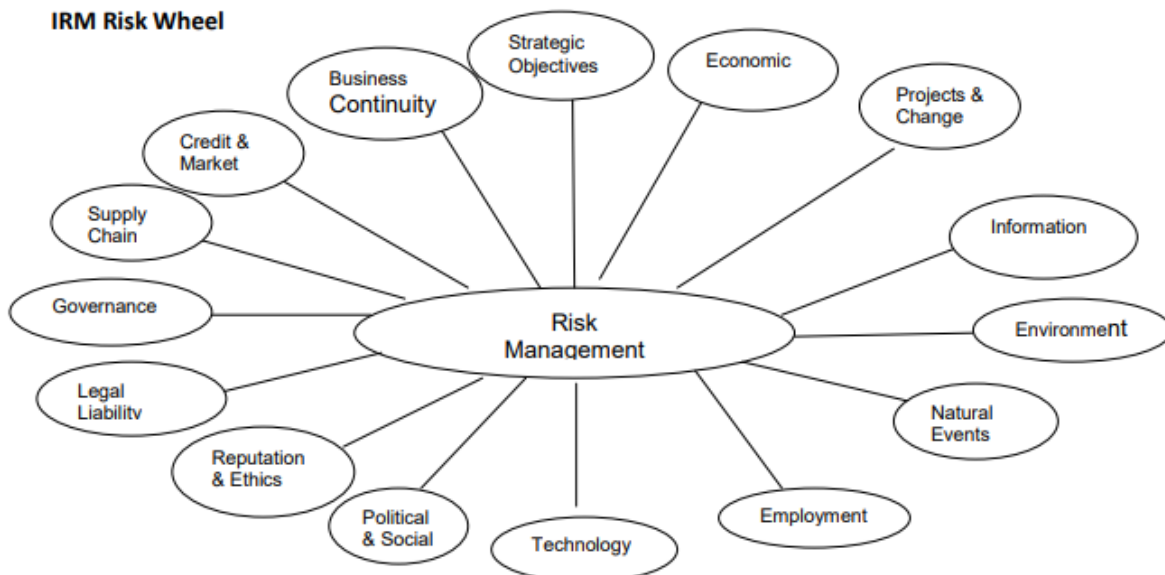 IRM Risk Wheel
Strategic
Objectives
Economic
Business
Continuity
Projects &
Change
Credit &
Market
Supply
Chain
Information
Governance
Risk
Management
Environment
Legal
Liability
Natural
Events
Reputation
& Ethics
Political
& Social
Technology
Employment